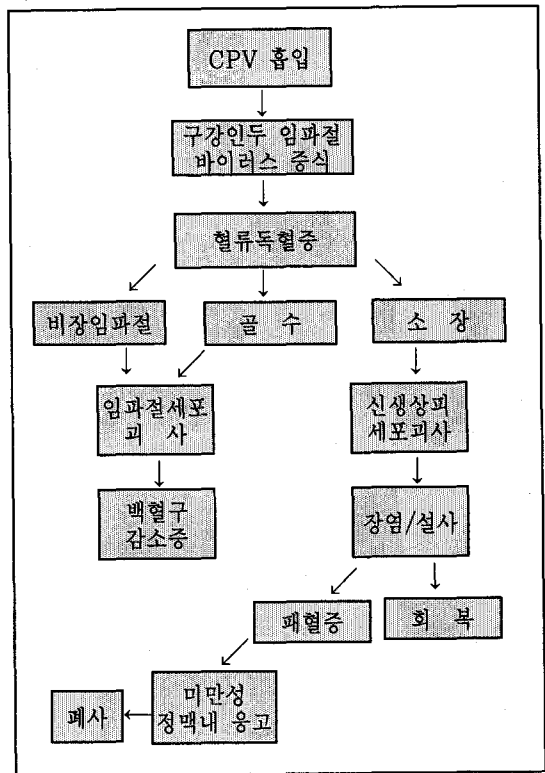 CPV 흡입
구강인두 임파절
바이러스 증식
혈류독혈증
비장임파절
골 수
소 장
임파절세포
괴 사
신생상피
세포괴사
백혈구
감소증
장염/설사
패혈증
회 복
미만성
정맥내 응고
폐사